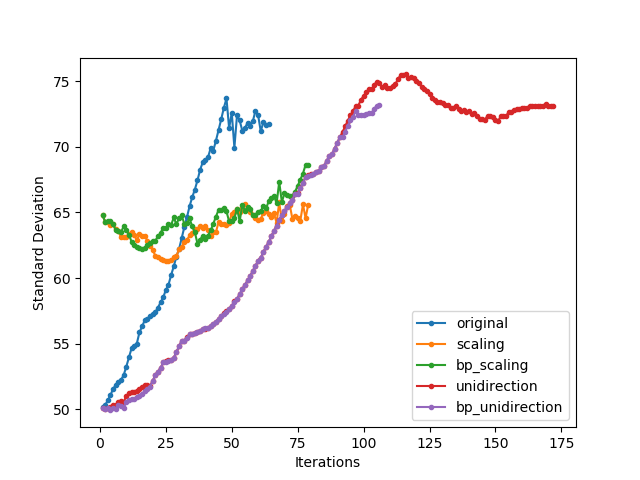 Standard Deviation
75
70
65
60
55
50
0 25 50 75 100 125 150 175
Iterations
original
scaling
bp_scaling
unidirection
bp_unidirection